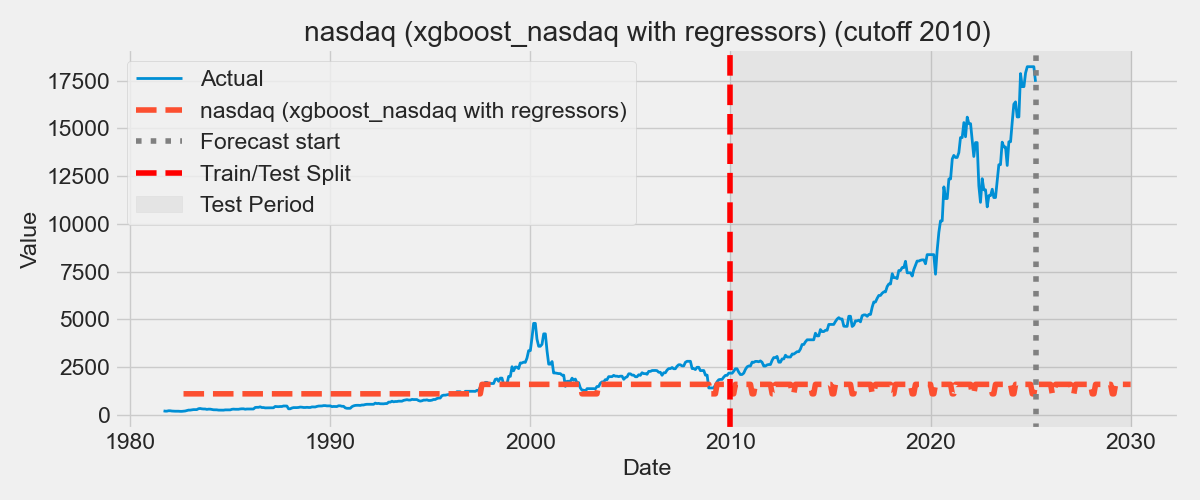 nasdaq (xgboost_nasdaq with regressors) (cutoff 2010)
Actual
nasdaq (xgboost_nasdaq with regressors)
Forecast start
Train/Test Split
Test Period
Value
17500
15000
12500
10000
7500
5000
2500
0
1980
1990
2000
2010
2020
2030
Date